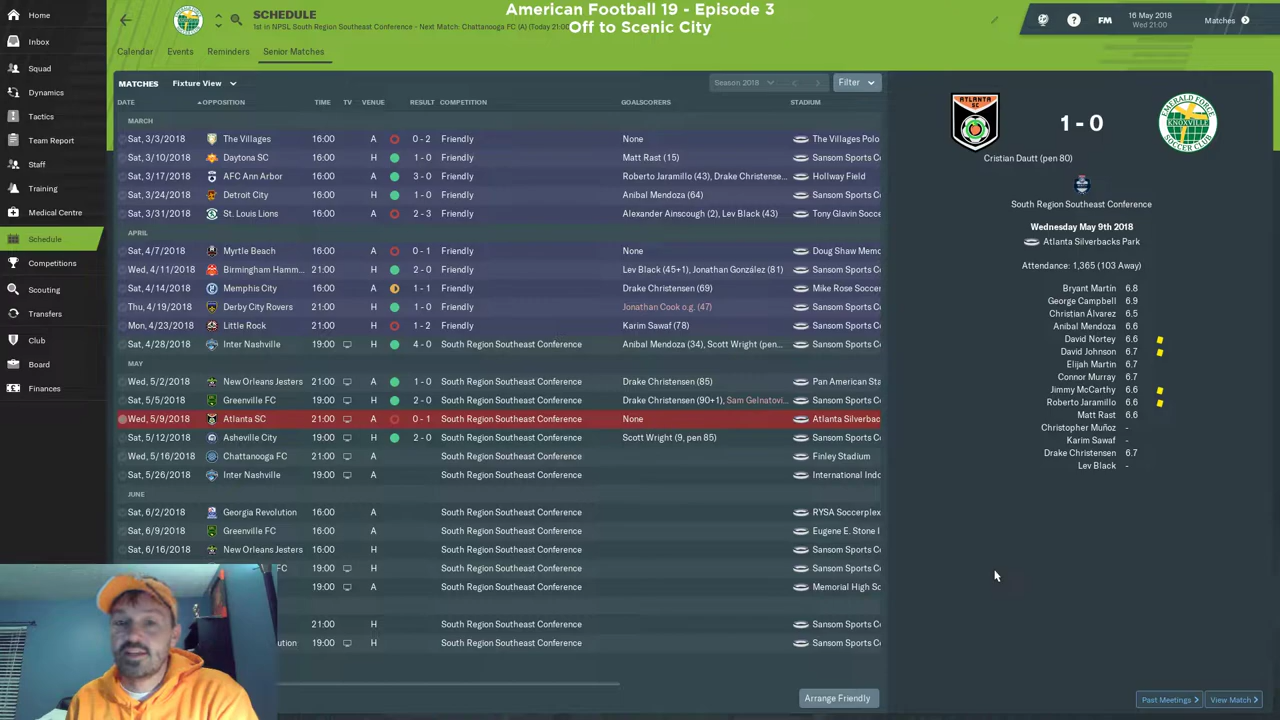 American Football 19 - Episode 3
Off to Scenic City
SCHEDULE
1st in NPSL South Region Southeast Conference - Next Match: Chattanooga FC (A) (Today 21:00)
FM
16 May 2018
Wed 21:00
Matches
Home
Inbox
Squad
Dynamics
Tactics
Team Report
Staff
Training
Medical Centre
Schedule
Competitions
Scouting
Transfers
Club
Board
Finances
Calendar Events Reminders Senior Matches
MATCHES Fixture View Season 2018 Filter
DATE OPPOSITION TIME TV VENUE RESULT COMPETITION GOALSCORERS STADIUM
MARCH
Sat, 3/3/2018 The Villages 16:00 A 0 - 2 Friendly None The Villages Polo
Sat, 3/10/2018 Daytona SC 16:00 H 1 - 0 Friendly Matt Rast (15) Sansom Sports C
Sat, 3/17/2018 AFC Ann Arbor 16:00 A 3 - 0 Friendly Roberto Jaramillo (43), Drake Christense... Hollway Field
Sat, 3/24/2018 Detroit City 16:00 H 1 - 0 Friendly Anibal Mendoza (64) Sansom Sports C
Sat, 3/31/2018 St. Louis Lions 16:00 A 2 - 3 Friendly Alexander Ainscough (2), Lev Black (43) Tony Glavin Socce
APRIL
Sat, 4/7/2018 Myrtle Beach 16:00 A 0 - 1 Friendly None Doug Shaw Memo
Wed, 4/11/2018 Birmingham Hamm... 21:00 H 2 - 0 Friendly Lev Black (45+1), Jonathan González (81) Sansom Sports C
Sat, 4/14/2018 Memphis City 16:00 A 1 - 1 Friendly Drake Christensen (69) Mike Rose Soccer
Thu, 4/19/2018 Derby City Rovers 21:00 H 1 - 0 Friendly Jonathan Cook o.g. (47) Sansom Sports C
Mon, 4/23/2018 Little Rock 21:00 H 1 - 2 Friendly Karim Sawaf (78) Sansom Sports C
Sat, 4/28/2018 Inter Nashville 19:00 H 4 - 0 South Region Southeast Conference Anibal Mendoza (34), Scott Wright (pen... Sansom Sports C
MAY
Wed, 5/2/2018 New Orleans Jesters 21:00 A 1 - 0 South Region Southeast Conference Drake Christensen (85) Pan American Sta
Sat, 5/5/2018 Greenville FC 19:00 H 2 - 0 South Region Southeast Conference Drake Christensen (90+1), Sam Gelnatovi... Sansom Sports C
Wed, 5/9/2018 Atlanta SC 21:00 A 0 - 1 South Region Southeast Conference None Atlanta Silverbac
Sat, 5/12/2018 Asheville City 19:00 H 2 - 0 South Region Southeast Conference Scott Wright (9, pen 85) Sansom Sports C
Wed, 5/16/2018 Chattanooga FC 21:00 A South Region Southeast Conference Finley Stadium
Sat, 5/26/2018 Inter Nashville 19:00 A South Region Southeast Conference International Indo
JUNE
Sat, 6/2/2018 Georgia Revolution 16:00 A South Region Southeast Conference RYSA Soccerplex
Sat, 6/9/2018 Greenville FC 16:00 A South Region Southeast Conference Eugene E. Stone I
Sat, 6/16/2018 New Orleans Jesters 16:00 H South Region Southeast Conference Sansom Sports C
FC 19:00 H South Region Southeast Conference Sansom Sports C
19:00 A South Region Southeast Conference Memorial High Sc
21:00 H South Region Southeast Conference Sansom Sports C
ution 19:00 H South Region Southeast Conference Sansom Sports C
Arrange Friendly
ATLANTA SC
1 - 0
EMERALD FORCE
KNOXVILLE
SOCCER CLUB
Cristian Dautt (pen 80)
South Region Southeast Conference
Wednesday May 9th 2018
Atlanta Silverbacks Park
Attendance: 1,365 (103 Away)
Bryant Martín 6.8
George Campbell 6.9
Christian Álvarez 6.5
Anibal Mendoza 6.6
David Nortey 6.6
David Johnson 6.7
Elijah Martin 6.7
Connor Murray 6.7
Jimmy McCarthy 6.6
Roberto Jaramillo 6.6
Matt Rast 6.6
Christopher Muñoz -
Karim Sawaf -
Drake Christensen 6.7
Lev Black -
Past Meetings View Match